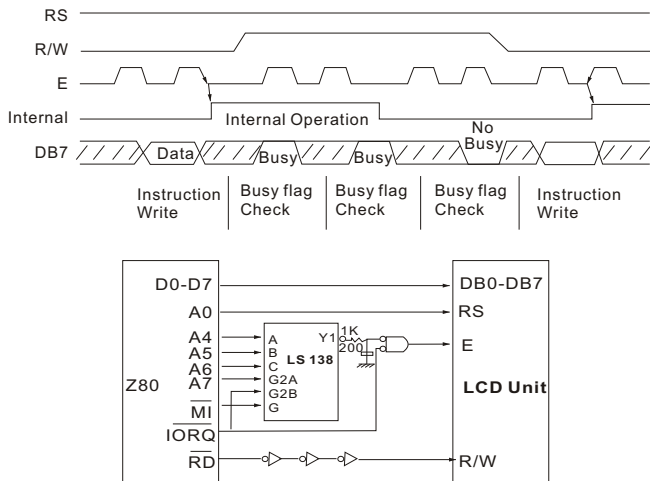 RS
R/W
E
Internal
Internal Operation
No
Busy
DB7
Data
Busy
Busy
Instruction
Write
Busy flag
Check
Busy flag
Check
Busy flag
Check
Instruction
Write
D0-D7
DB0-DB7
A0
RS
1K
A4
A
Y1
A5
B
200
E
A6
C
LS 138
A7
G2A
Z80
G2B
LCD Unit
MI
G
IORQ
RD
R/W